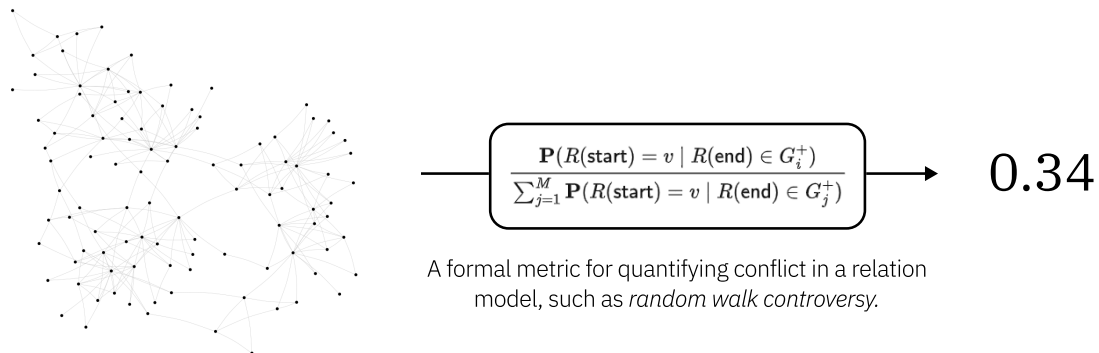 P(R(start) = v | R(end) ∈ G_i^+)
∑_{j=1}^M P(R(start) = v | R(end) ∈ G_j^+)
0.34
A formal metric for quantifying conflict in a relation
model, such as random walk controversy.